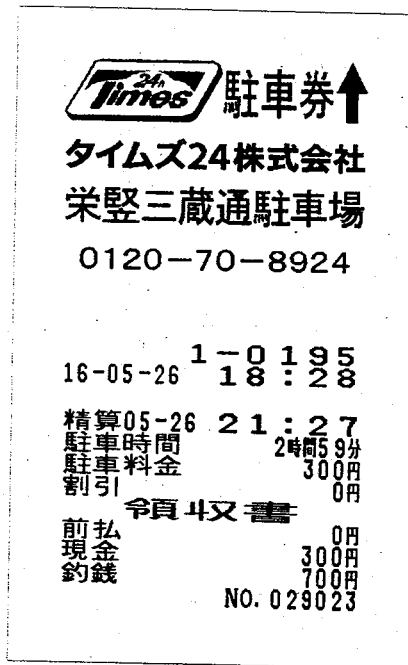 24h
Times 駐車券↑
タイムズ24株式会社
栄竪三蔵通駐車場
0120-70-8924
1-0195
16-05-26 18:28
精算05-26 21:27
駐車時間 2時間59分
駐車料金 300円
割引 0円
領収書
前払 0円
現金 300円
釣銭 700円
NO.029023